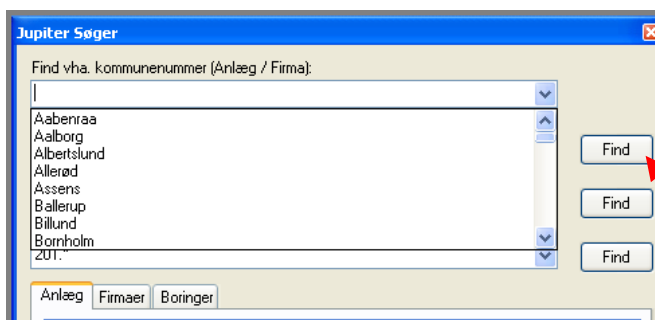 Jupiter Søger
Find vha. kommunenummer (Anlæg / Firma):
Aabenraa
Aalborg
Albertslund
Allerød
Assens
Ballerup
Billund
Bornholm
Find
Find
Find
Anlæg Firmaer Boringer